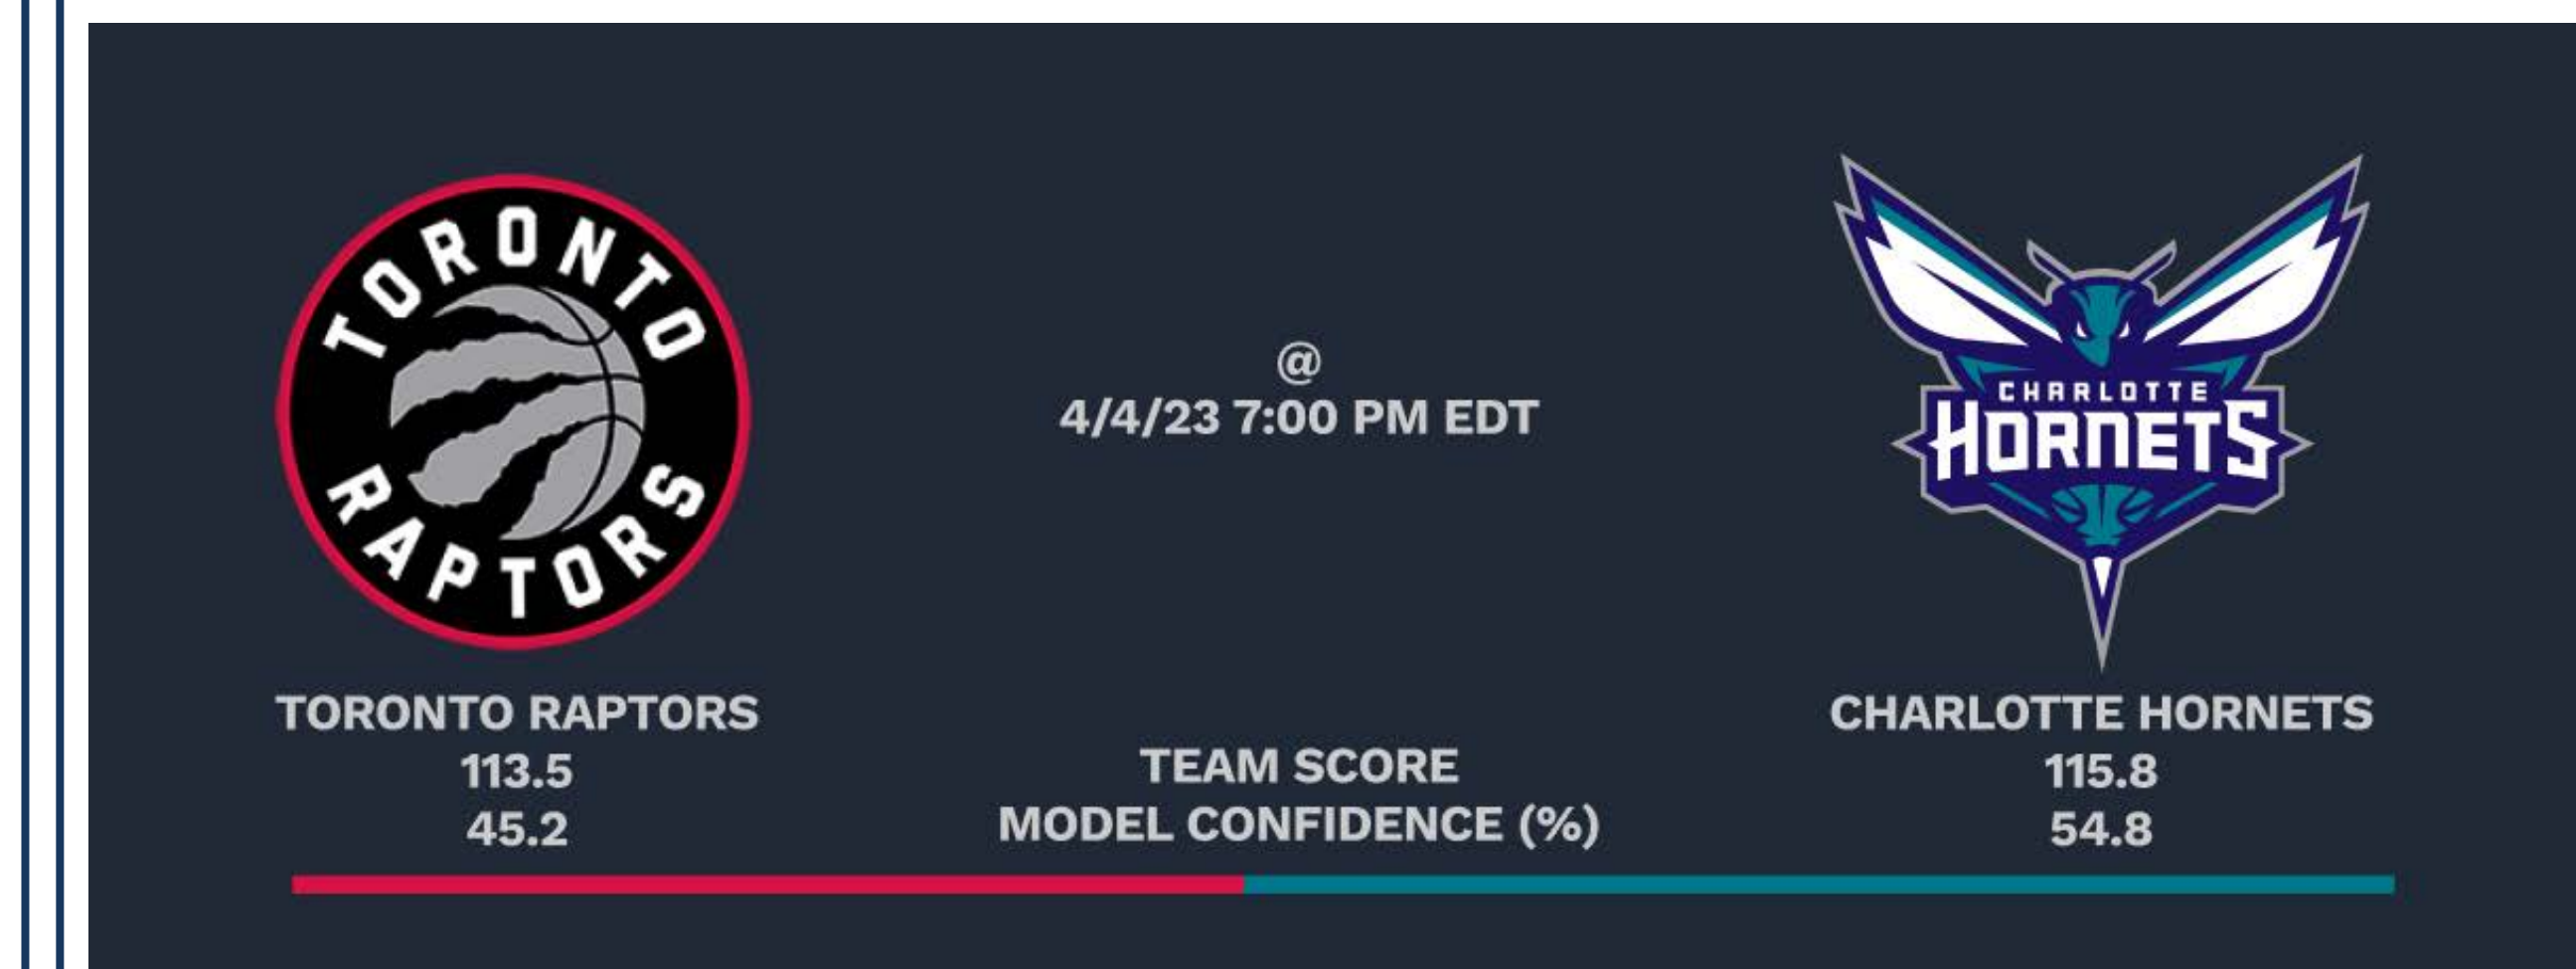 TORONTO
RAPTORS
@
4/4/23 7:00 PM EDT
CHARLOTTE
HORNETS
TORONTO RAPTORS
113.5
45.2
TEAM SCORE
MODEL CONFIDENCE (%)
CHARLOTTE HORNETS
115.8
54.8